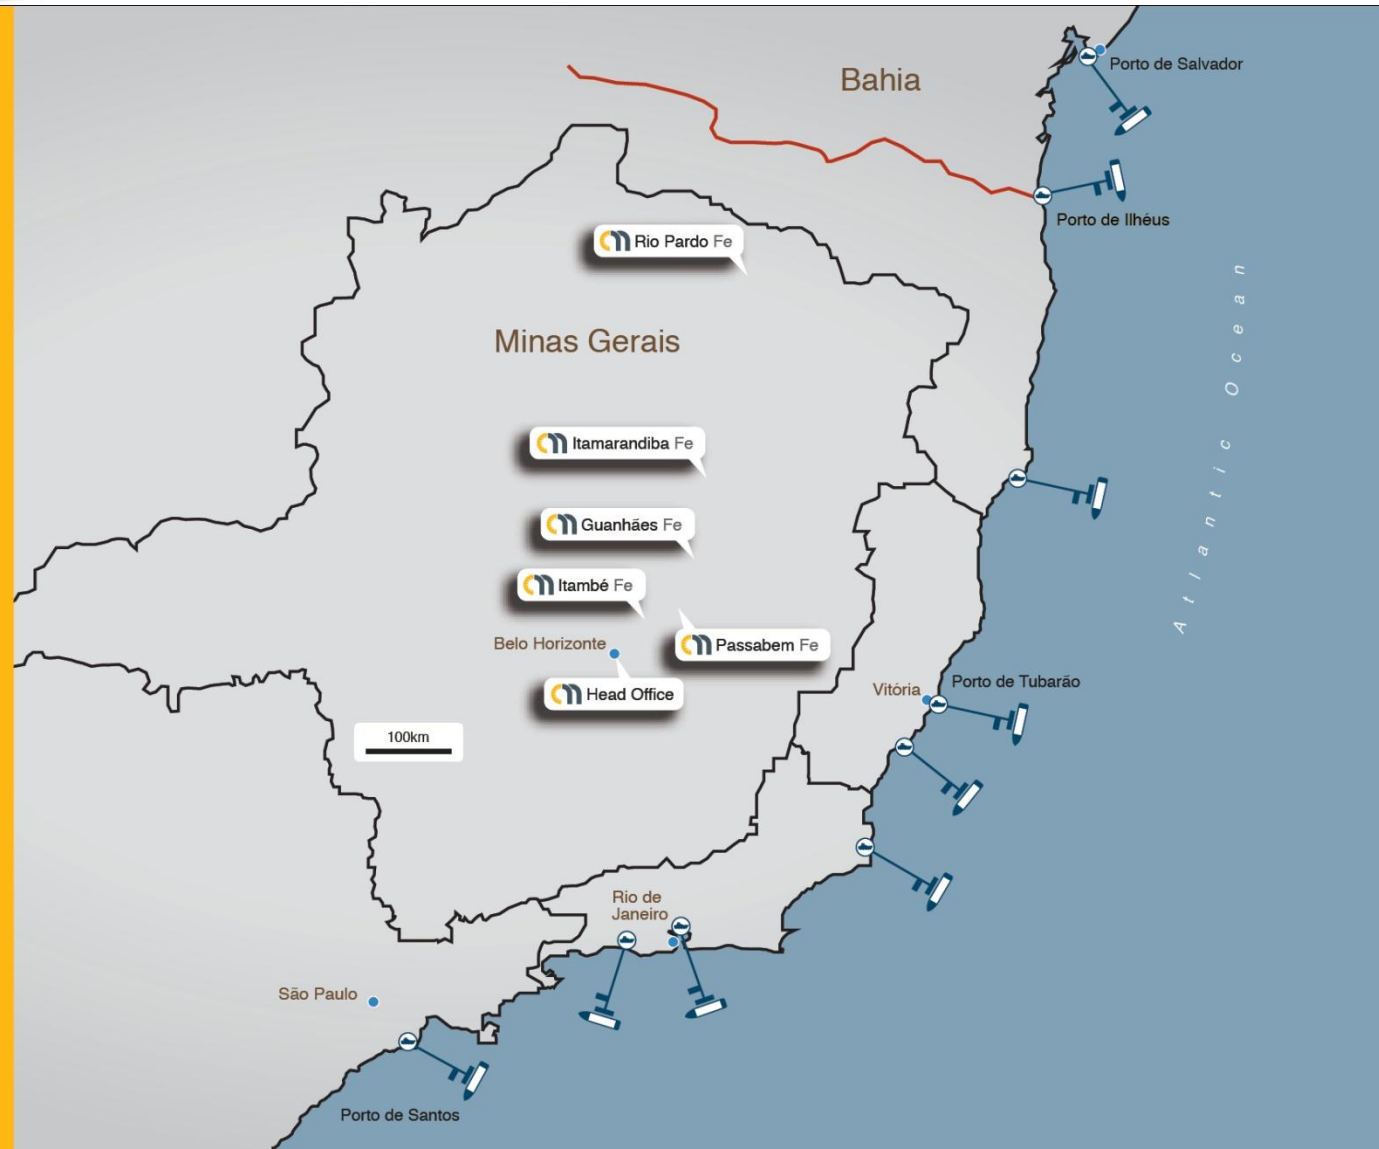 Porto de Salvador
Bahia
Porto de Ilhéus
Rio Pardo Fe
Atlantic Ocean
Minas Gerais
Itamarandiba Fe
Guanhães Fe
Itambé Fe
Belo Horizonte
Passabem Fe
Head Office
Vitória
Porto de Tubarão
100km
Rio de
Janeiro
São Paulo
Porto de Santos